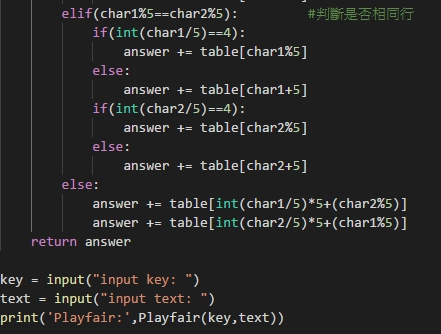 elif(char1%5==char2%5): #判斷是否相同行
if(int(char1/5)==4):
answer += table[char1%5]
else:
answer += table[char1+5]
if(int(char2/5)==4):
answer += table[char2%5]
else:
answer += table[char2+5]
else:
answer += table[int(char1/5)*5+(char2%5)]
answer += table[int(char2/5)*5+(char1%5)]
return answer
key = input("input key: ")
text = input("input text: ")
print('Playfair:',Playfair(key,text))